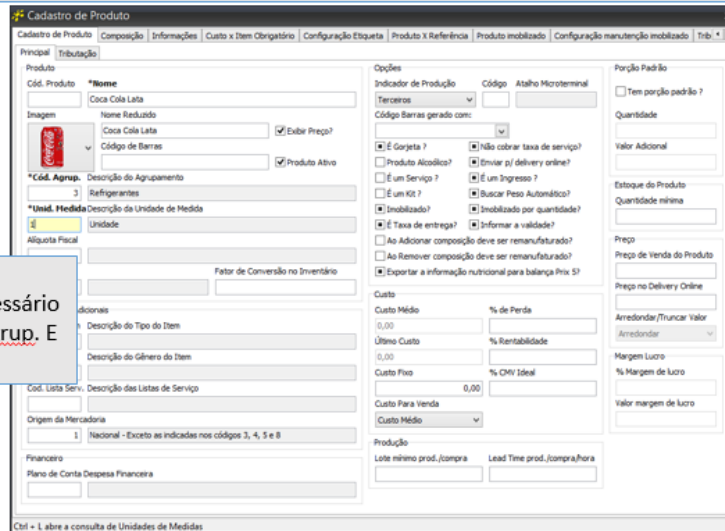 Cadastro de Produto
Cadastro de Produto Composição Informações Custo x Item Obrigatório Configuração Etiqueta Produto X Referência Produto imobilizado Configuração manutenção imobilizado Trib
Principal Tributação
Produto
Cód. Produto *Nome
Coca Cola Lata
Imagem Nome Reduzido
Coca Cola Lata Exibir Preço?
Código de Barras
Produto Ativo
*Cód. Agrup. Descrição do Agrupamento
3 Refrigerantes
*Unid. Medida Descrição da Unidade de Medida
1 Unidade
Alíquota Fiscal
Fator de Conversão no Inventário
essário
rup. E
dicionais
Descrição do Tipo do Item
Descrição do Gênero do Item
Cod. Lista Serv. Descrição das Listas de Serviço
Origem da Mercadoria
1 Nacional - Exceto as indicadas nos códigos 3, 4, 5 e 8
Financeiro
Plano de Conta Despesa Financeira
Opções
Indicador de Produção Código Atalho Microterminal
Terceiros
Código Barras gerado com:
É Gorjeta ? Não cobrar taxa de serviço?
Produto Alcoólico? Enviar p/ delivery online?
É um Serviço ? É um Ingresso ?
É um Kit ? Buscar Peso Automático?
Imobilizado? Imobilizado por quantidade?
É Taxa de entrega? Informar a validade?
Ao Adicionar composição deve ser remanufaturado?
Ao Remover composição deve ser remanufaturado?
Exportar a informação nutricional para balança Prix 5?
Custo
Custo Médio % de Perda
0,00
Último Custo % Rentabilidade
0,00
Custo Fixo % CMV Ideal
0,00
Custo Para Venda
Custo Médio
Produção
Lote mínimo prod./compra Lead Time prod./compra/hora
Porção Padrão
Tem porção padrão ?
Quantidade
Valor Adicional
Estoque do Produto
Quantidade mínima
Preço
Preço de Venda do Produto
Preço no Delivery Online
Arredondar/Truncar Valor
Arredondar
Margem Lucro
% Margem de lucro
Valor margem de lucro
Ctrl + L abre a consulta de Unidades de Medidas